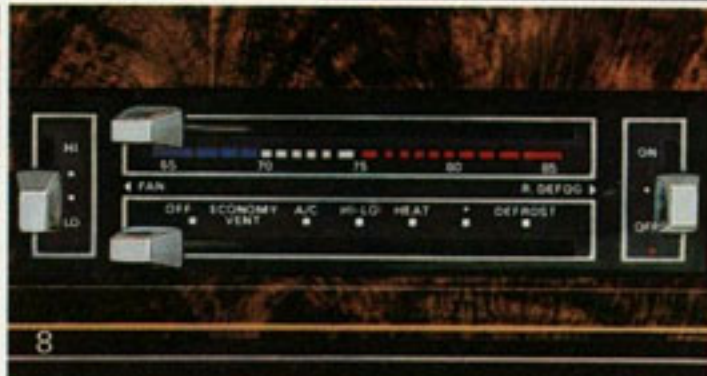 HI
LO
65 70 75 80 85
◄ FAN
R. DEFOG ►
OFF ECONOMY VENT A/C HI-LO HEAT * DEFROST
ON
OFF
8